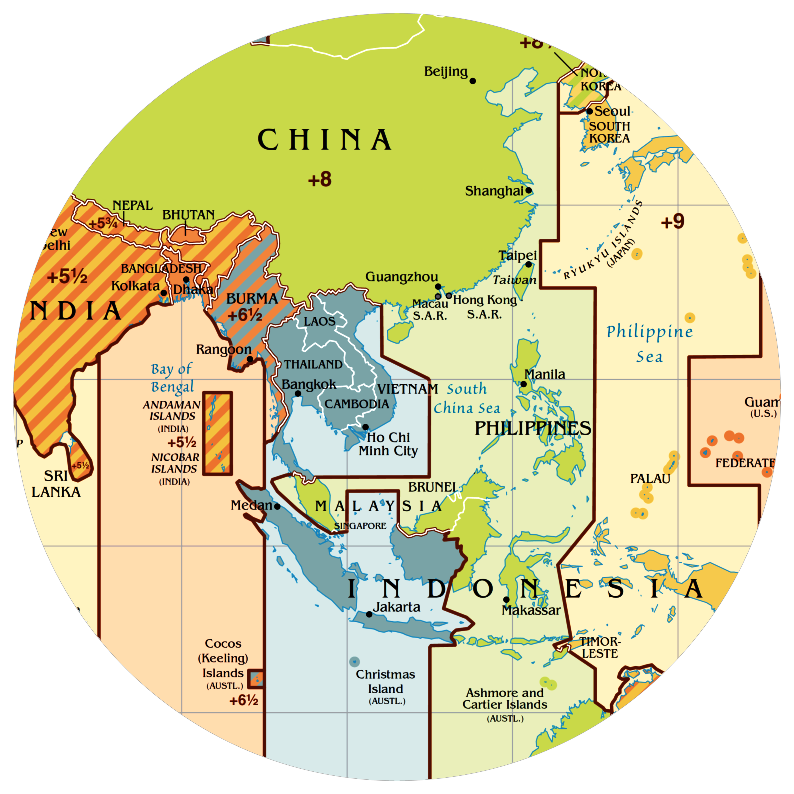 +8
Beijing
NOR
KOREA
Seoul
SOUTH
KOREA
CHINA
+8
Shanghai
NEPAL
BHUTAN
+5¾
ew
elhi
+5½
BANGLADESH
Kolkata
Dhaka
NDIA
BURMA
+6½
Rangoon
Guangzhou
Macau
S.A.R.
Hong Kong
S.A.R.
Taipei
Taiwan
RYUKYU ISLANDS
(JAPAN)
+9
Philippine
Sea
LAOS
THAILAND
Bangkok
VIETNAM
CAMBODIA
Ho Chi
Minh City
South
China Sea
Manila
PHILIPPINES
Bay of
Bengal
ANDAMAN
ISLANDS
(INDIA)
+5½
NICOBAR
ISLANDS
(INDIA)
+5½
SRI
LANKA
Guam
(U.S.)
FEDERATE
PALAU
BRUNEI
MALAYSIA
SINGAPORE
Medan
INDONESIA
Jakarta
Makassar
TIMOR-
LESTE
Cocos
(Keeling)
Islands
(AUSTL.)
+6½
Christmas
Island
(AUSTL.)
Ashmore and
Cartier Islands
(AUSTL.)